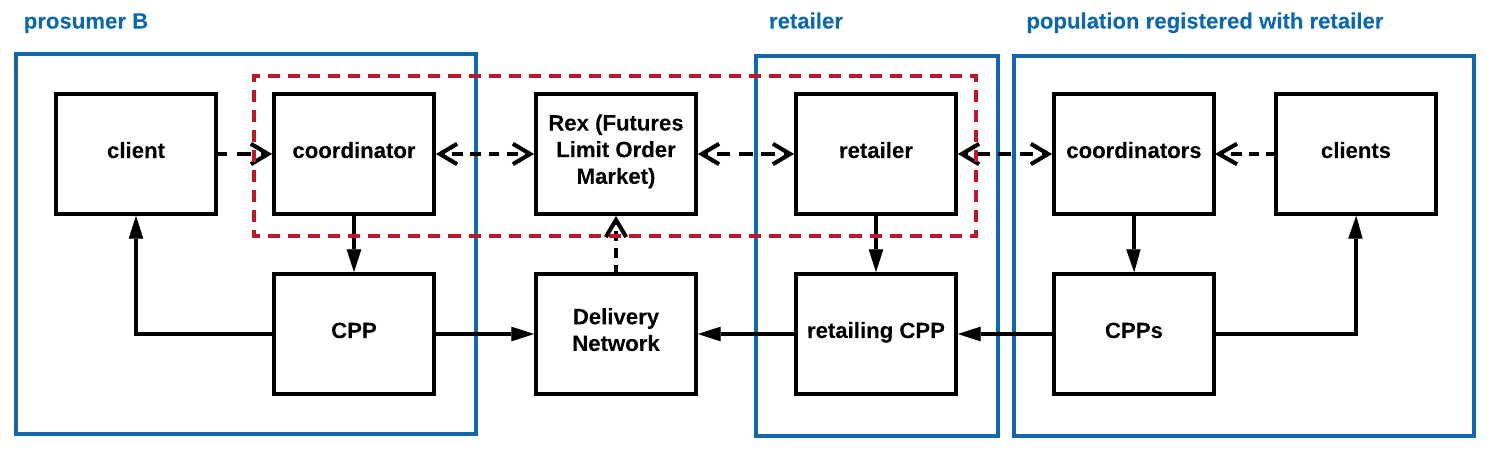 prosumer B
retailer
population registered with retailer
client
coordinator
Rex (Futures
Limit Order
Market)
retailer
coordinators
clients
CPP
Delivery
Network
retailing CPP
CPPs